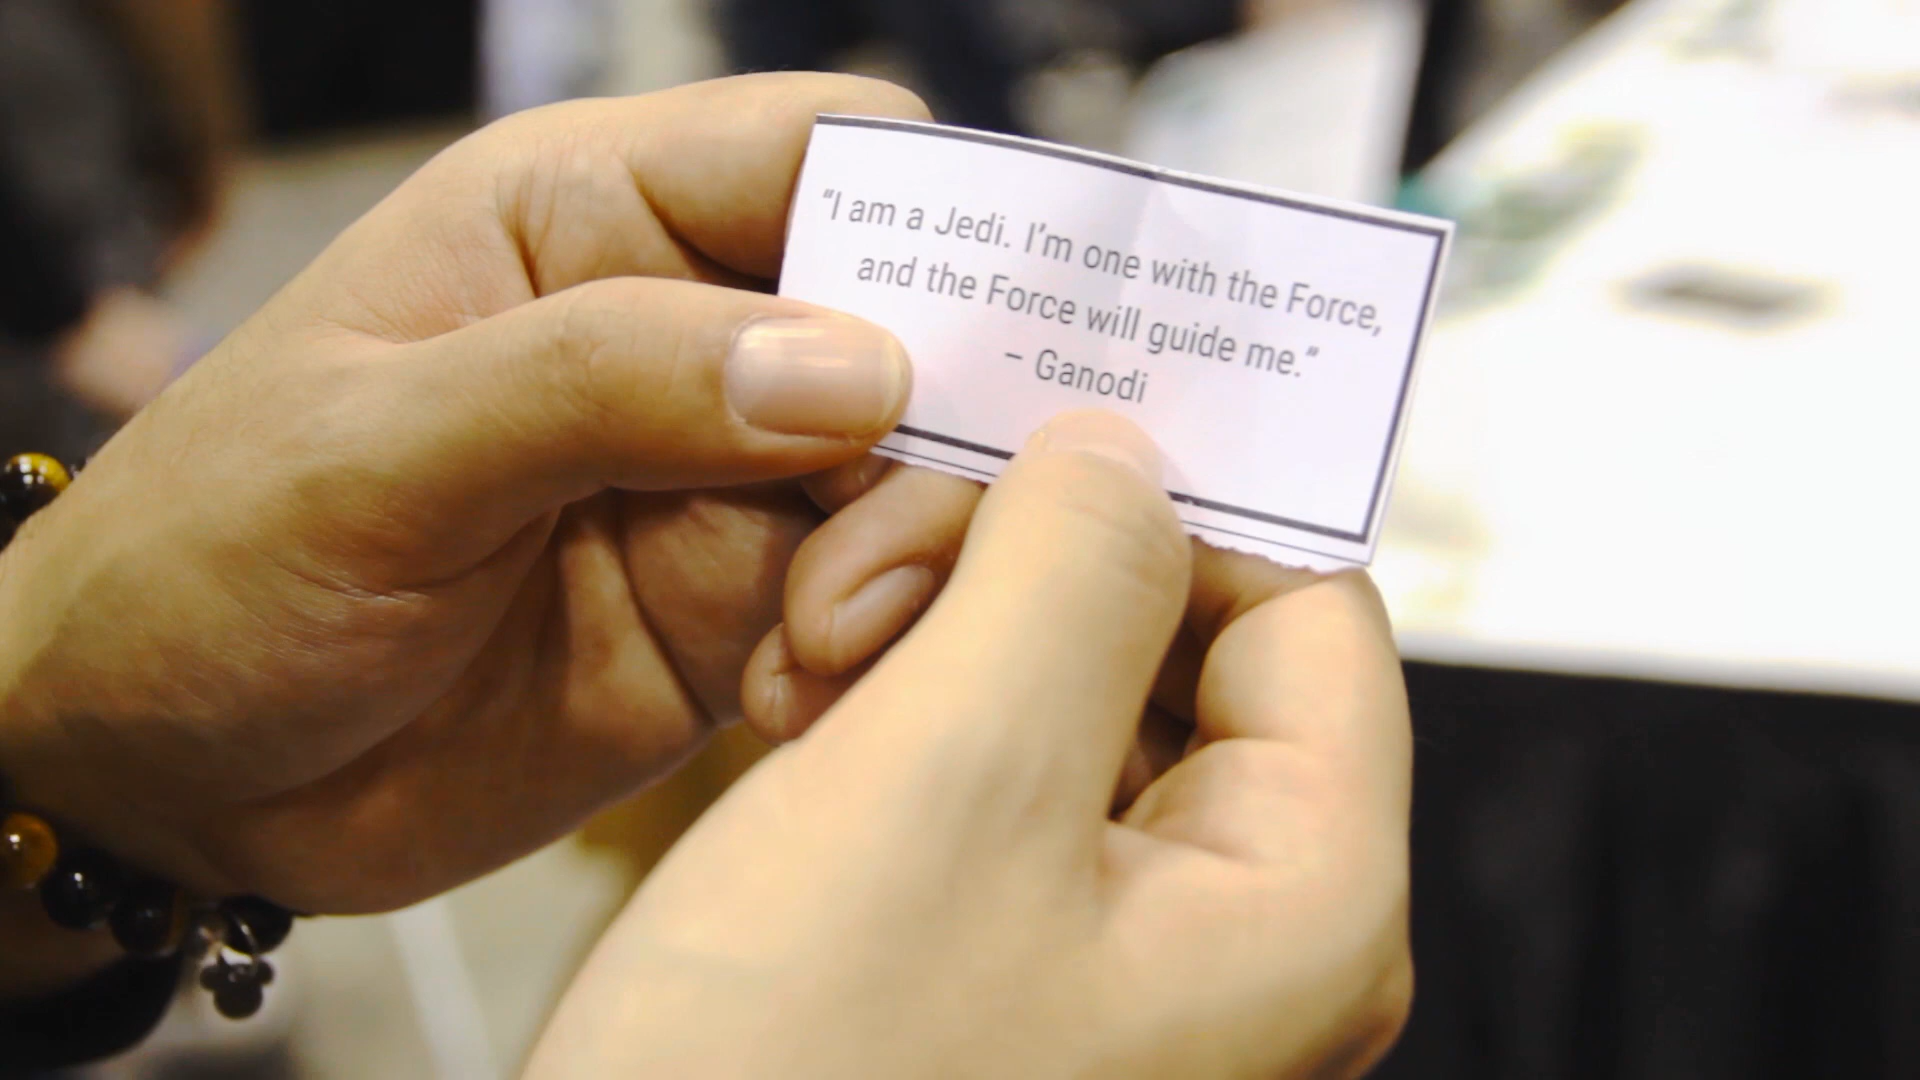 “I am a Jedi. I’m one with the Force,
and the Force will guide me.”
– Ganodi